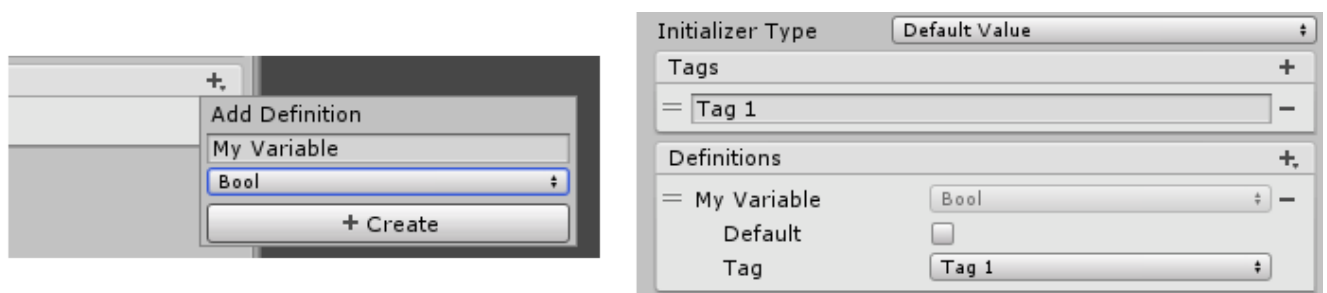 Add Definition
My Variable
Bool
+ Create
Initializer Type Default Value
Tags
Tag 1
Definitions
My Variable Bool
Default
Tag Tag 1